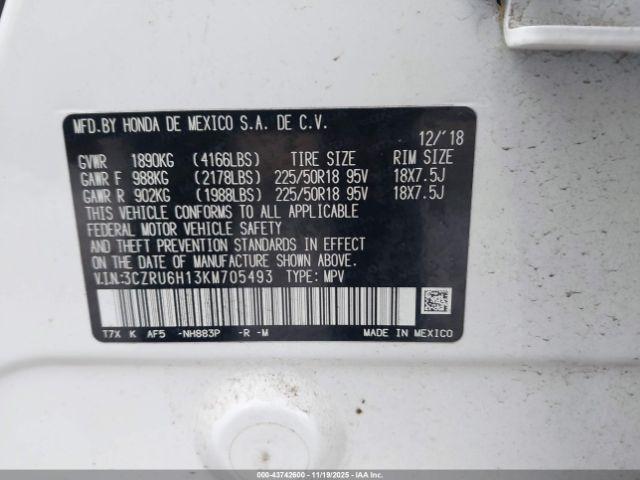 MFD. BY HONDA DE MEXICO S.A. DE C.V.
12/'18
GVWR 1890KG (4166LBS) TIRE SIZE RIM SIZE
GAWR F 988KG (2178LBS) 225/50R18 95V 18X7.5J
GAWR R 902KG (1988LBS) 225/50R18 95V 18X7.5J
THIS VEHICLE CONFORMS TO ALL APPLICABLE
FEDERAL MOTOR VEHICLE SAFETY
AND THEFT PREVENTION STANDARDS IN EFFECT
ON THE DATE OF MANUFACTURE SHOWN ABOVE.
V.I.N.:3CZRU6H13KM705493 TYPE: MPV
T7X K AF5 -NH883P -R -M
MADE IN MEXICO
000-43742600 - 11/19/2025 - IAAI.COM